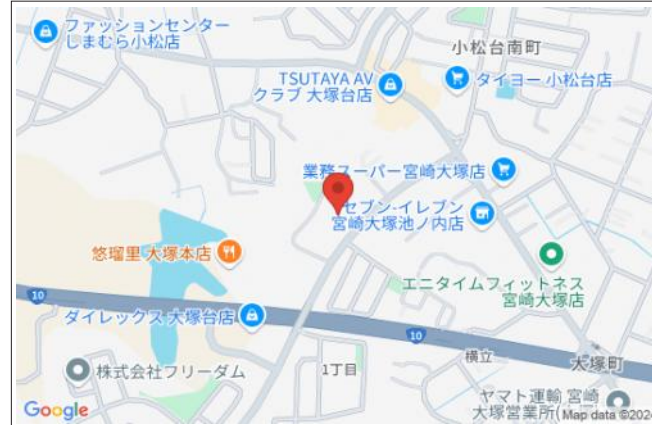 ファッションセンター
しまむら小松店
小松台南町
TSUTAYA AV
クラブ 大塚台店
タイヨー 小松台店
業務スーパー宮崎大塚店
セブン-イレブン
宮崎大塚池ノ内店
悠瑠里 大塚本店
エニタイムフィットネス
宮崎大塚店
10
ダイレックス 大塚台店
10
横立
大塚町
1丁目
株式会社フリーダム
ヤマト運輸 宮崎
大塚営業所(
Google
Map data ©202